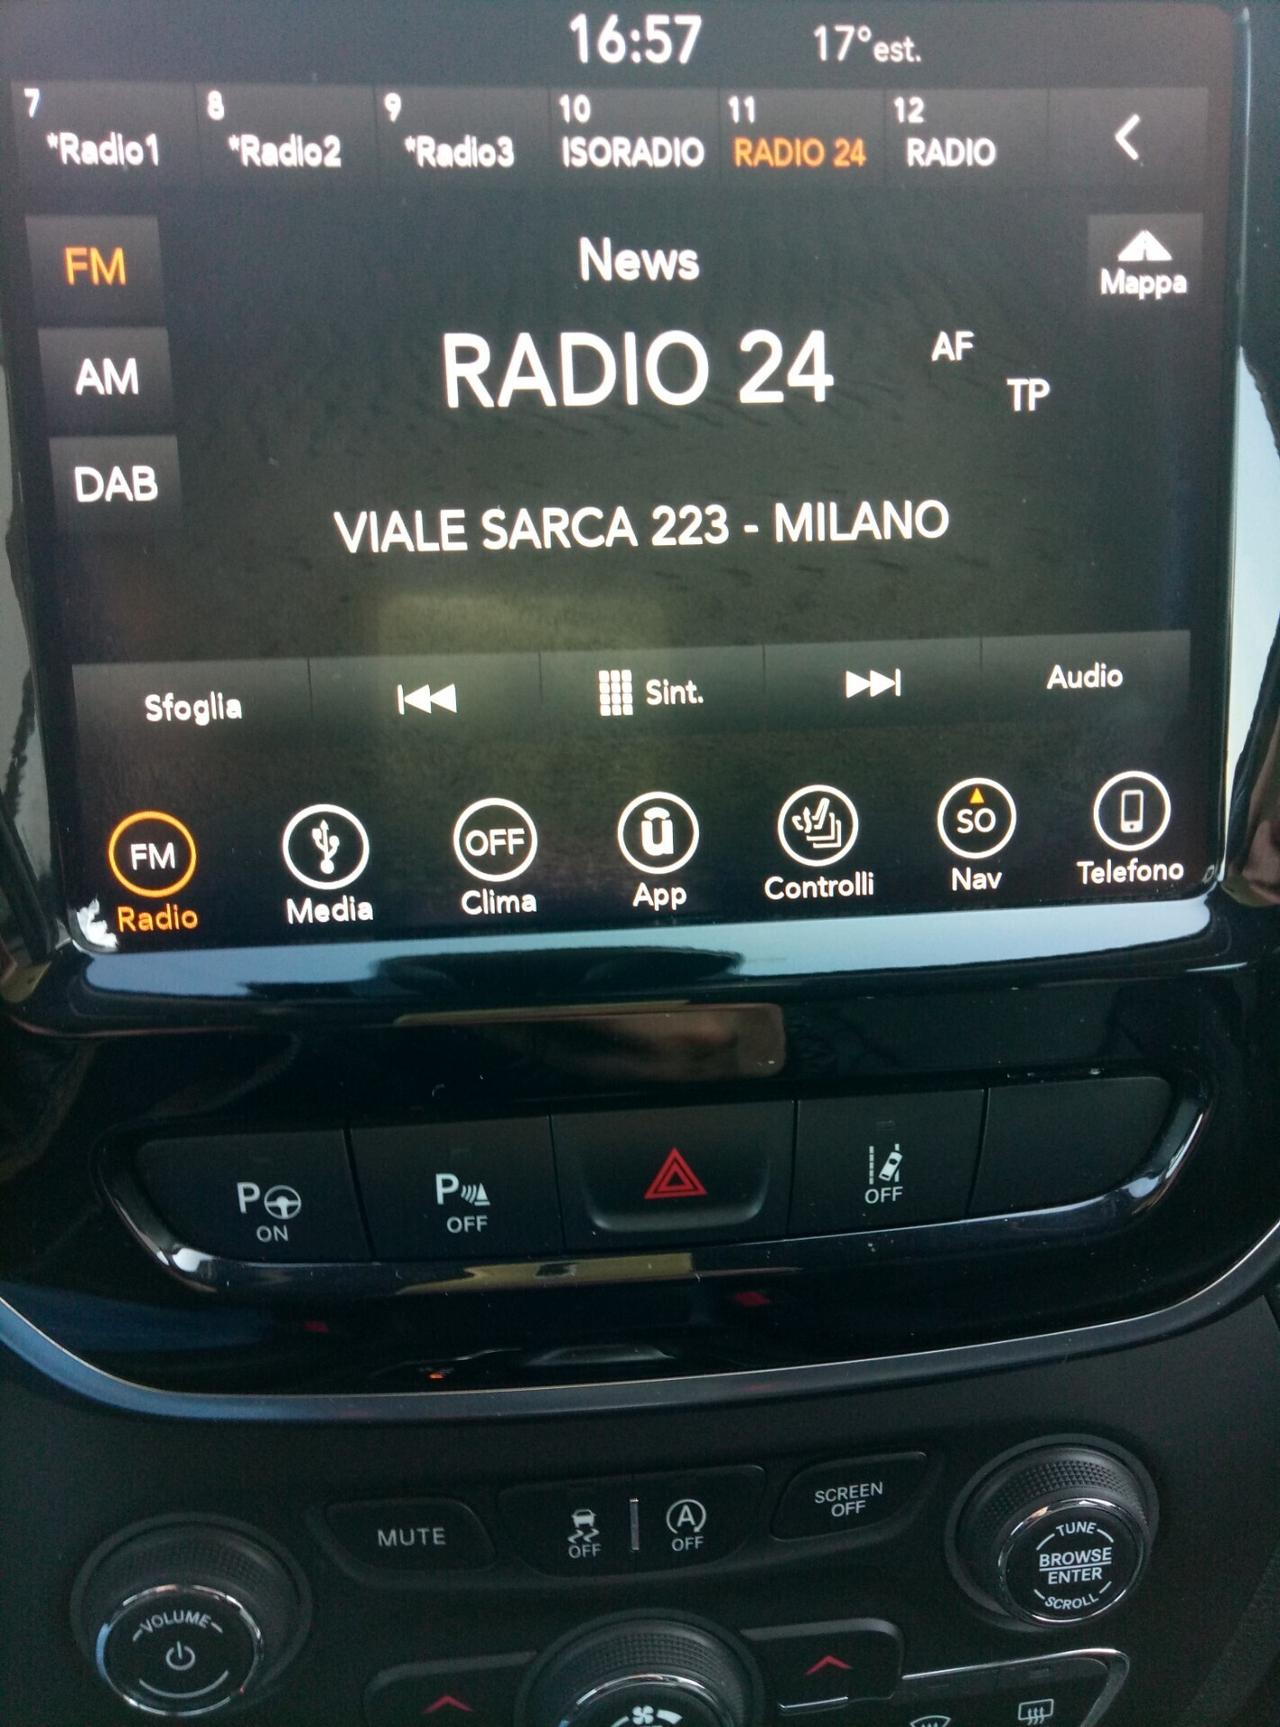 16:57 17°est.
7 8 9 10 11 12
*Radio1 *Radio2 *Radio3 ISORADIO RADIO 24 RADIO
FM
News
Mappa
AM
RADIO 24
AF
TP
DAB
VIALE SARCA 223 - MILANO
Sfoglia Sint. Audio
FM OFF ū SO
Radio Media Clima App Controlli Nav Telefono
P ON
P OFF
OFF
MUTE
OFF
A OFF
SCREEN
OFF
VOLUME
TUNE
BROWSE
ENTER
SCROLL